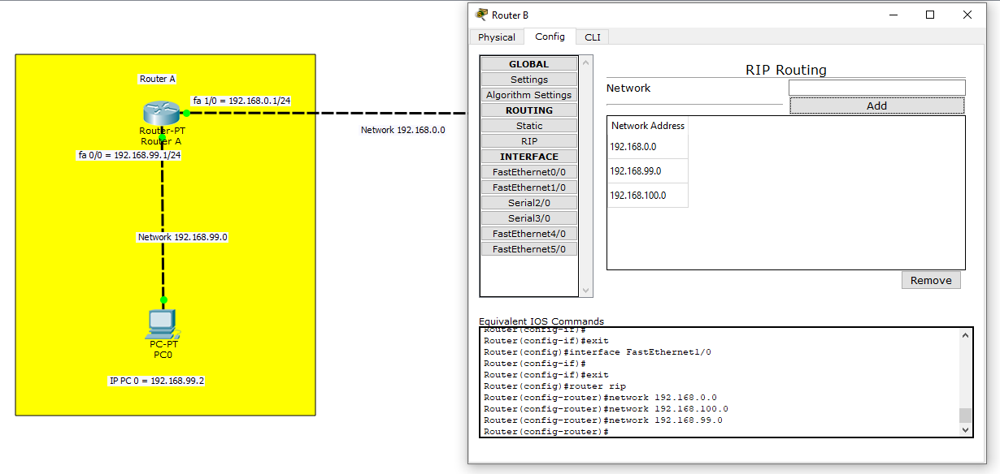 Router A
fa 1/0 = 192.168.0.1/24
Router-PT
Router A
fa 0/0 = 192.168.99.1/24
Network 192.168.0.0
Network 192.168.99.0
PC-PT
PC0
IP PC 0 = 192.168.99.2
Router B
Physical
Config
CLI
GLOBAL
Settings
Algorithm Settings
ROUTING
Static
RIP
INTERFACE
FastEthernet0/0
FastEthernet1/0
Serial2/0
Serial3/0
FastEthernet4/0
FastEthernet5/0
RIP Routing
Network
Add
Network Address
192.168.0.0
192.168.99.0
192.168.100.0
Remove
Equivalent IOS Commands
Router(config-if)#
Router(config-if)#exit
Router(config)#interface FastEthernet1/0
Router(config-if)#
Router(config-if)#exit
Router(config)#router rip
Router(config-router)#network 192.168.0.0
Router(config-router)#network 192.168.100.0
Router(config-router)#network 192.168.99.0
Router(config-router)#